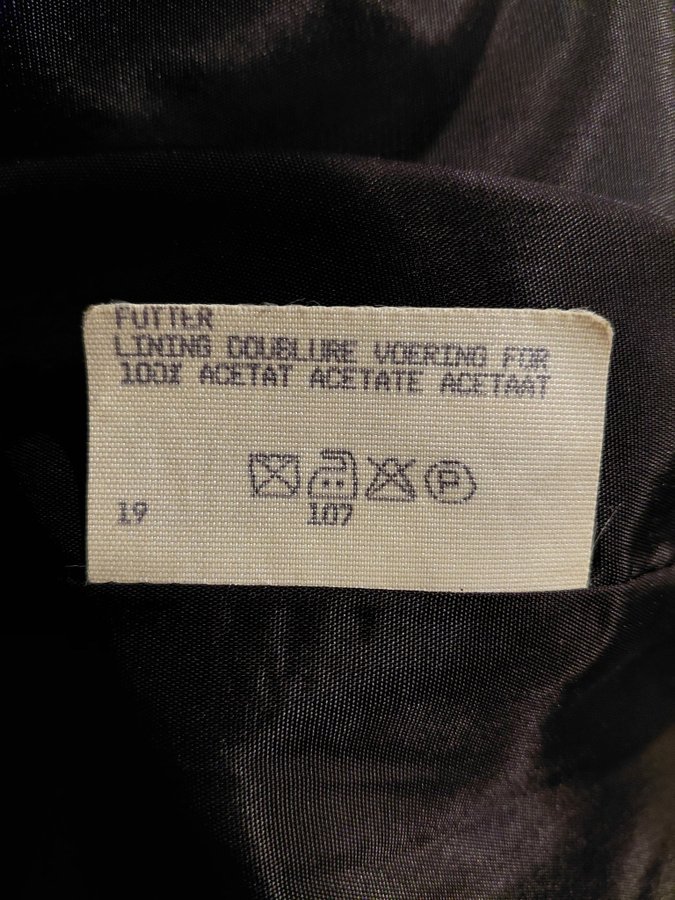 FUTTER
LINING DOUBLURE VOERING FOR
100% ACETAT ACETATE ACETAAT
P
19 107